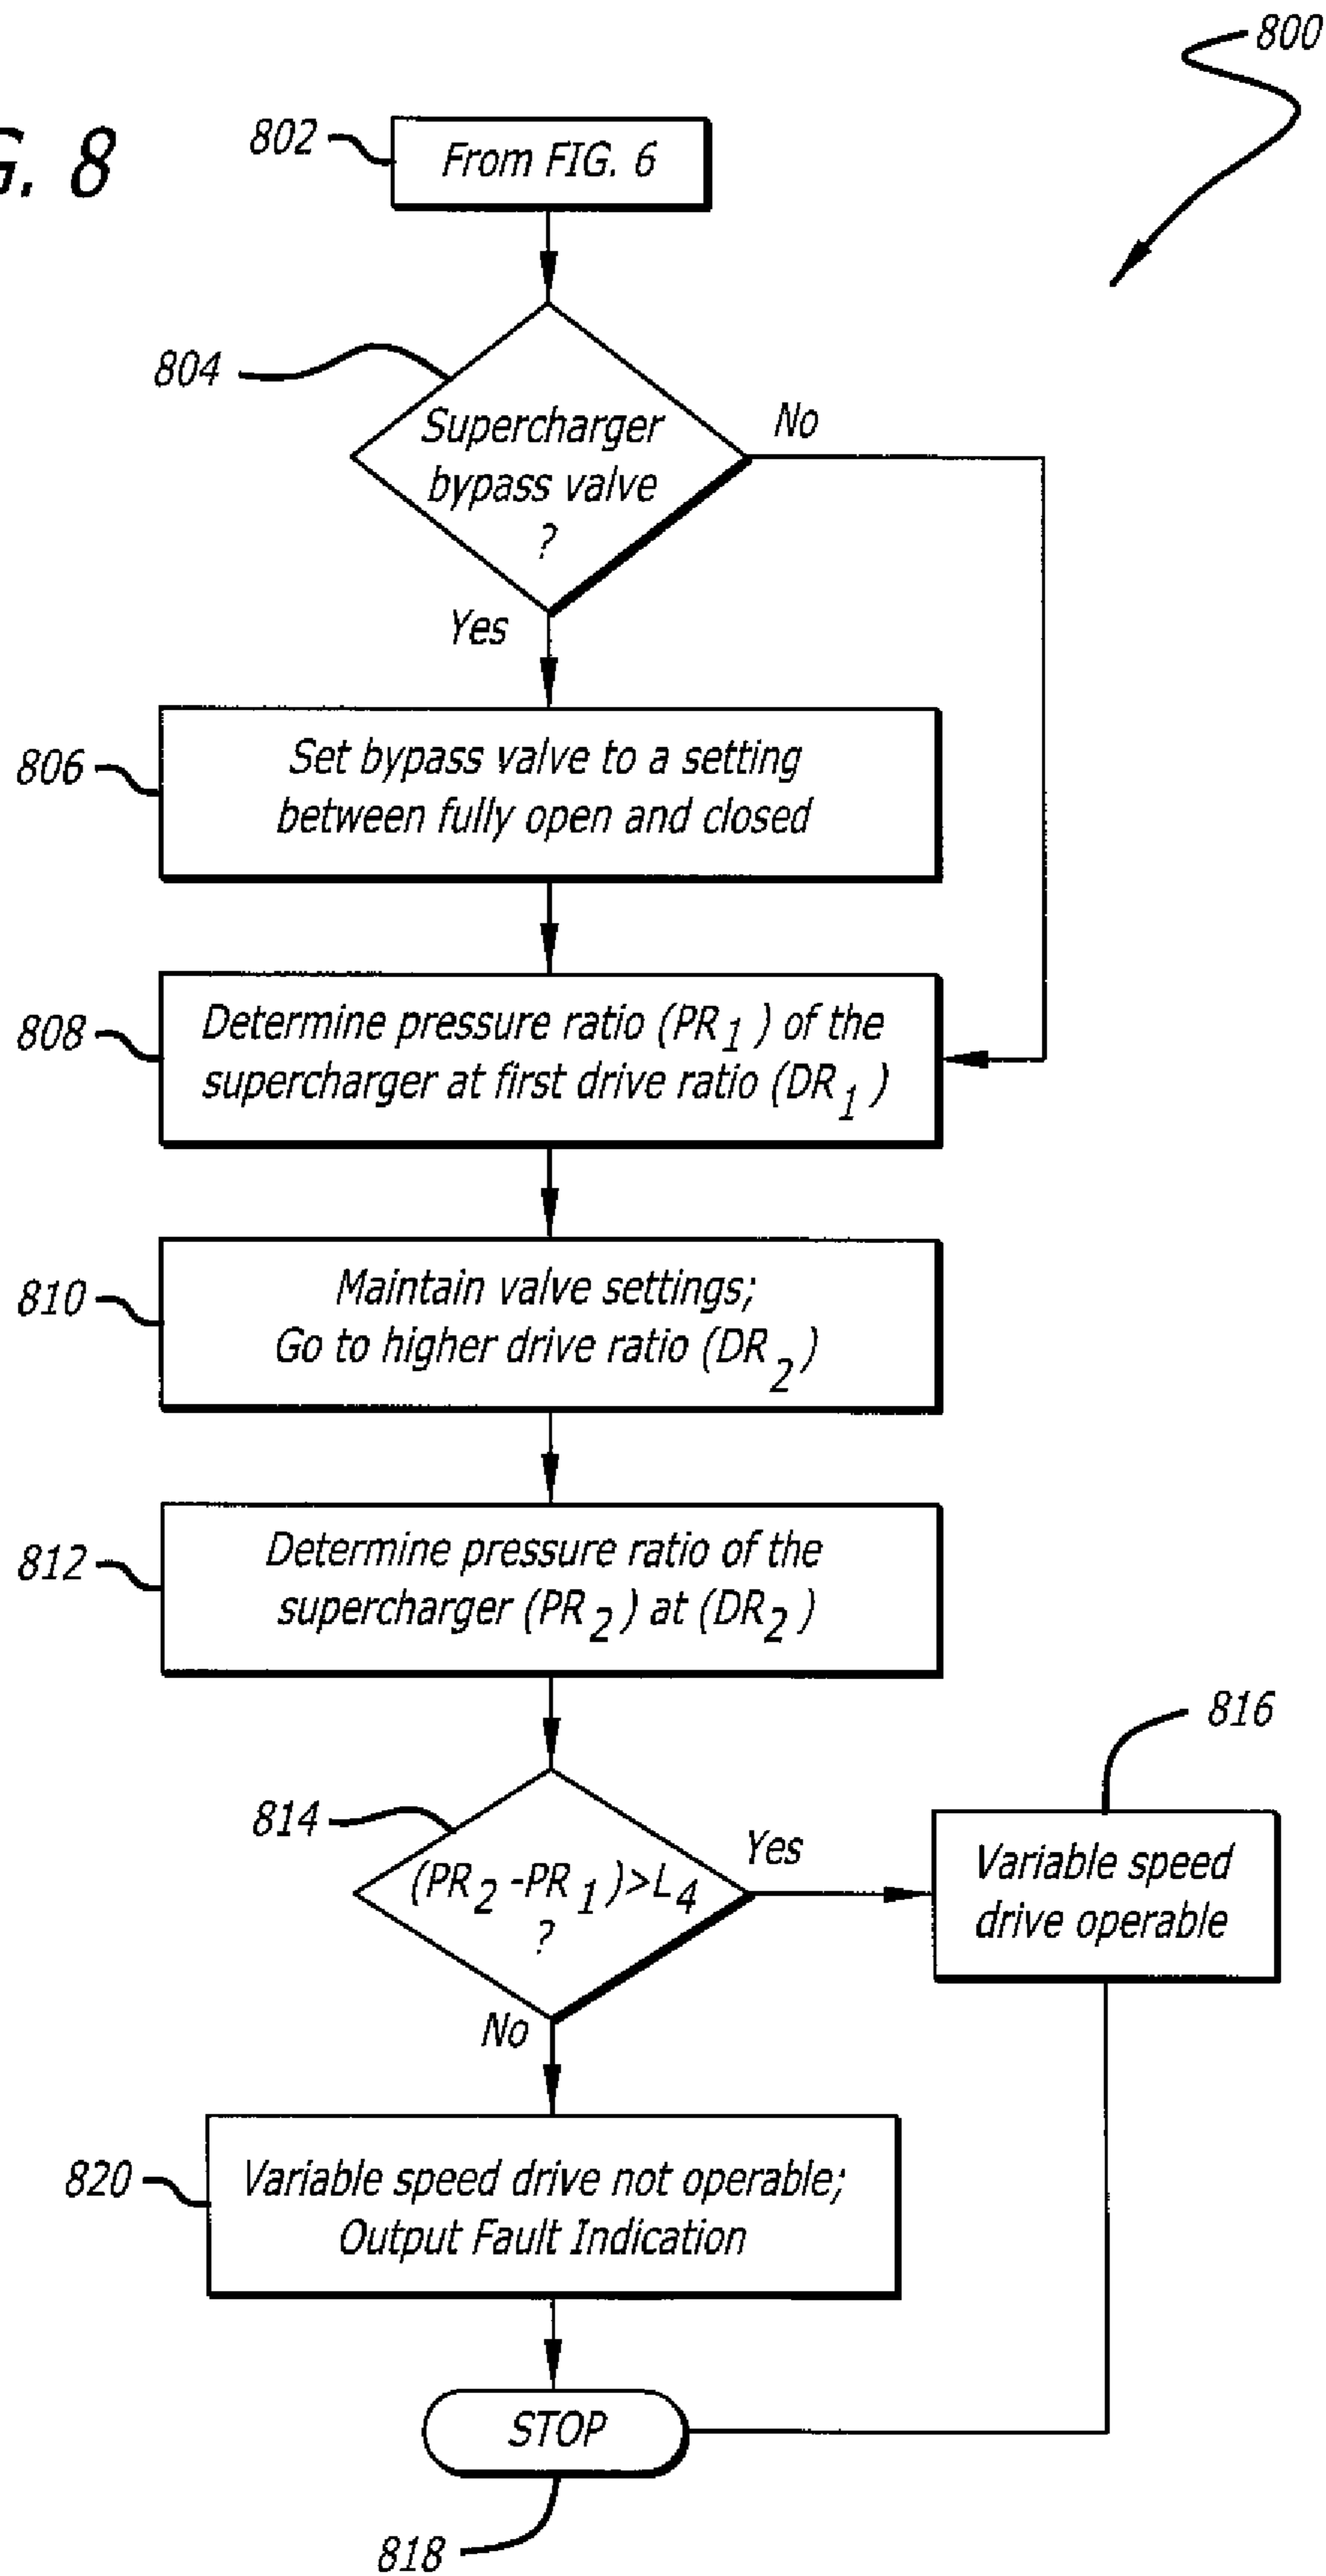 800
G. 8
802
From FIG. 6
804
Supercharger
bypass valve
?
No
Yes
806
Set bypass valve to a setting
between fully open and closed
808
Determine pressure ratio (PR1) of the
supercharger at first drive ratio (DR1)
810
Maintain valve settings;
Go to higher drive ratio (DR2)
812
Determine pressure ratio of the
supercharger (PR2) at (DR2)
814
(PR2-PR1)>L4
?
Yes
No
816
Variable speed
drive operable
820
Variable speed drive not operable;
Output Fault Indication
STOP
818